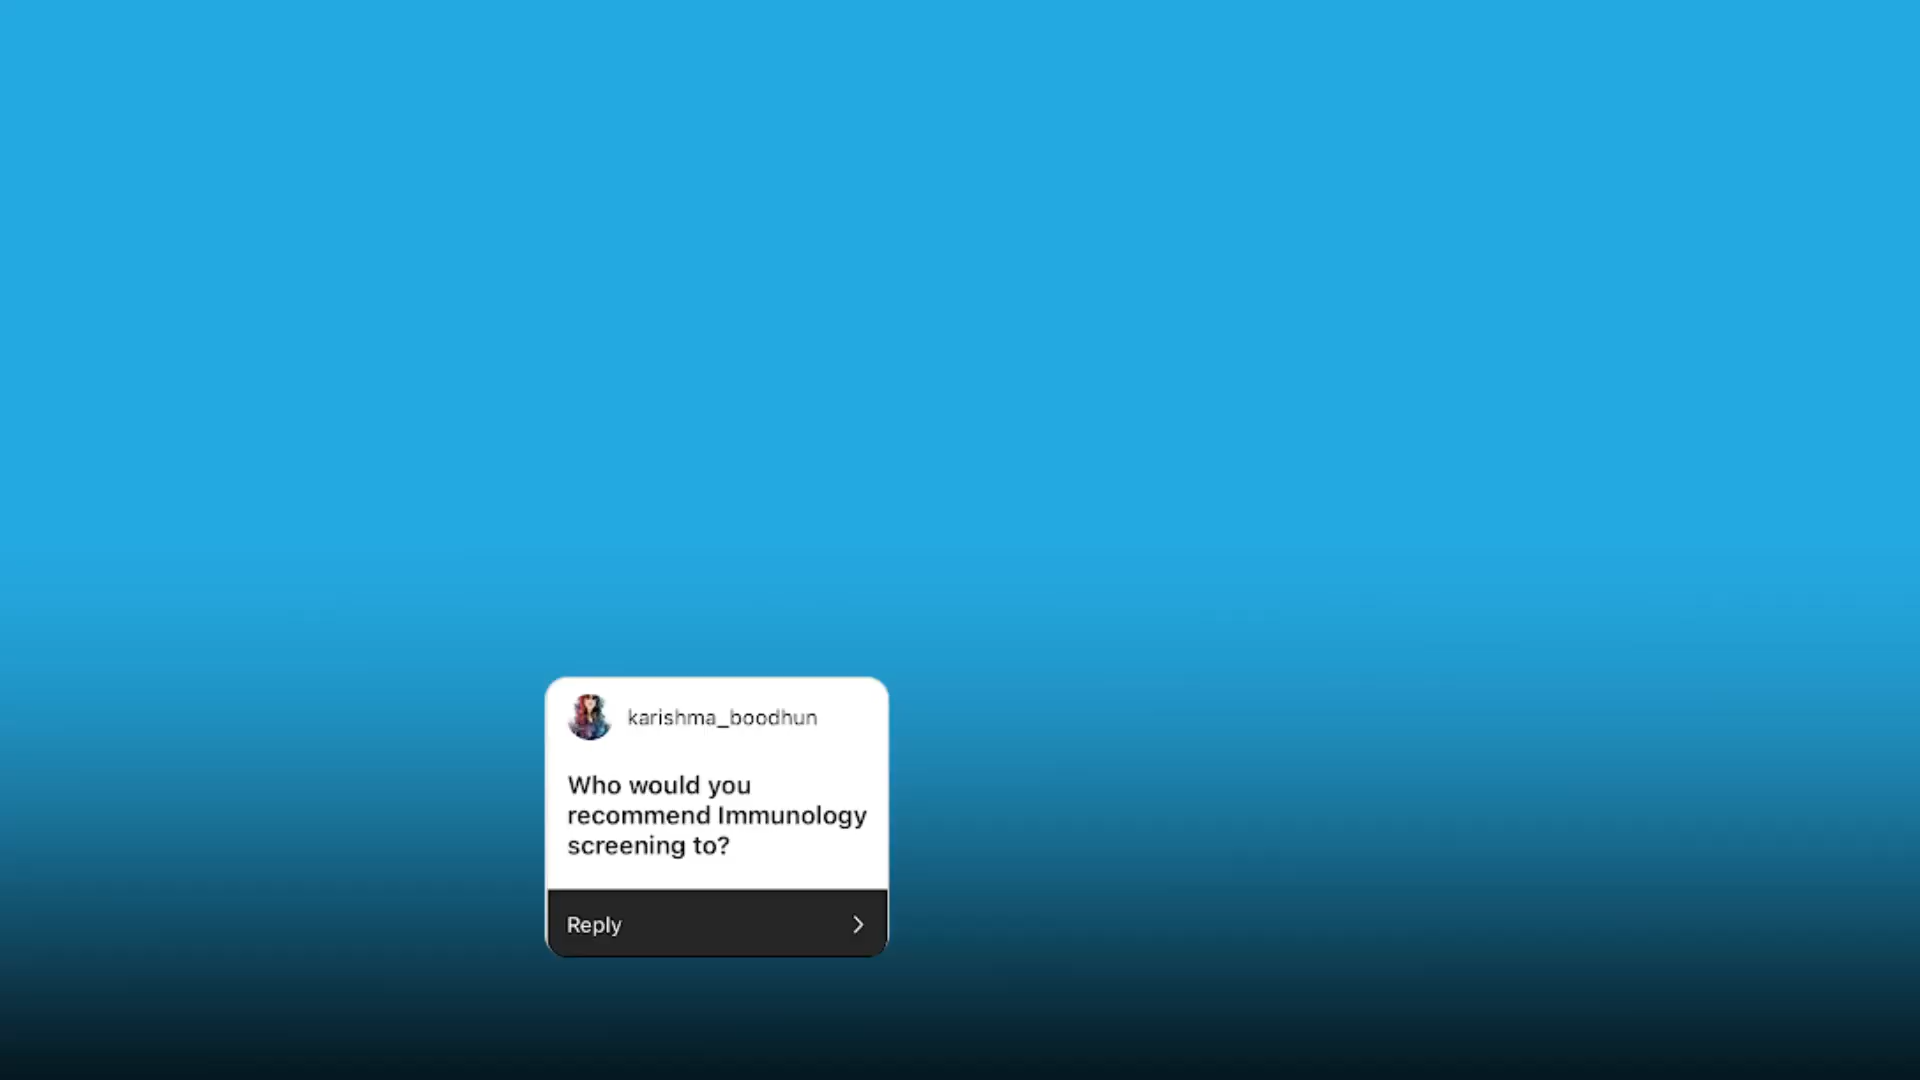 karishma_boodhun
Who would you
recommend Immunology
screening to?
Reply